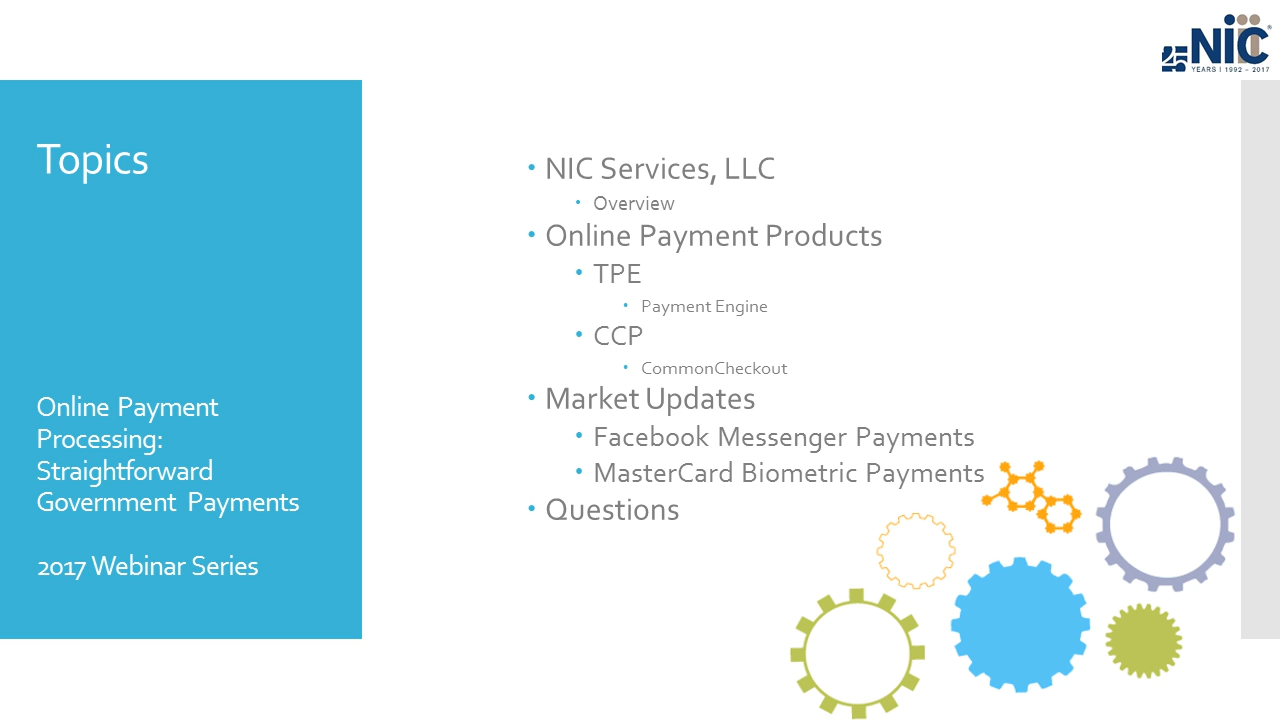 NIC
25 YEARS | 1992 – 2017
Topics
Online Payment
Processing:
Straightforward
Government Payments
2017 Webinar Series
• NIC Services, LLC
• Overview
• Online Payment Products
• TPE
• Payment Engine
• CCP
• CommonCheckout
• Market Updates
• Facebook Messenger Payments
• MasterCard Biometric Payments
• Questions